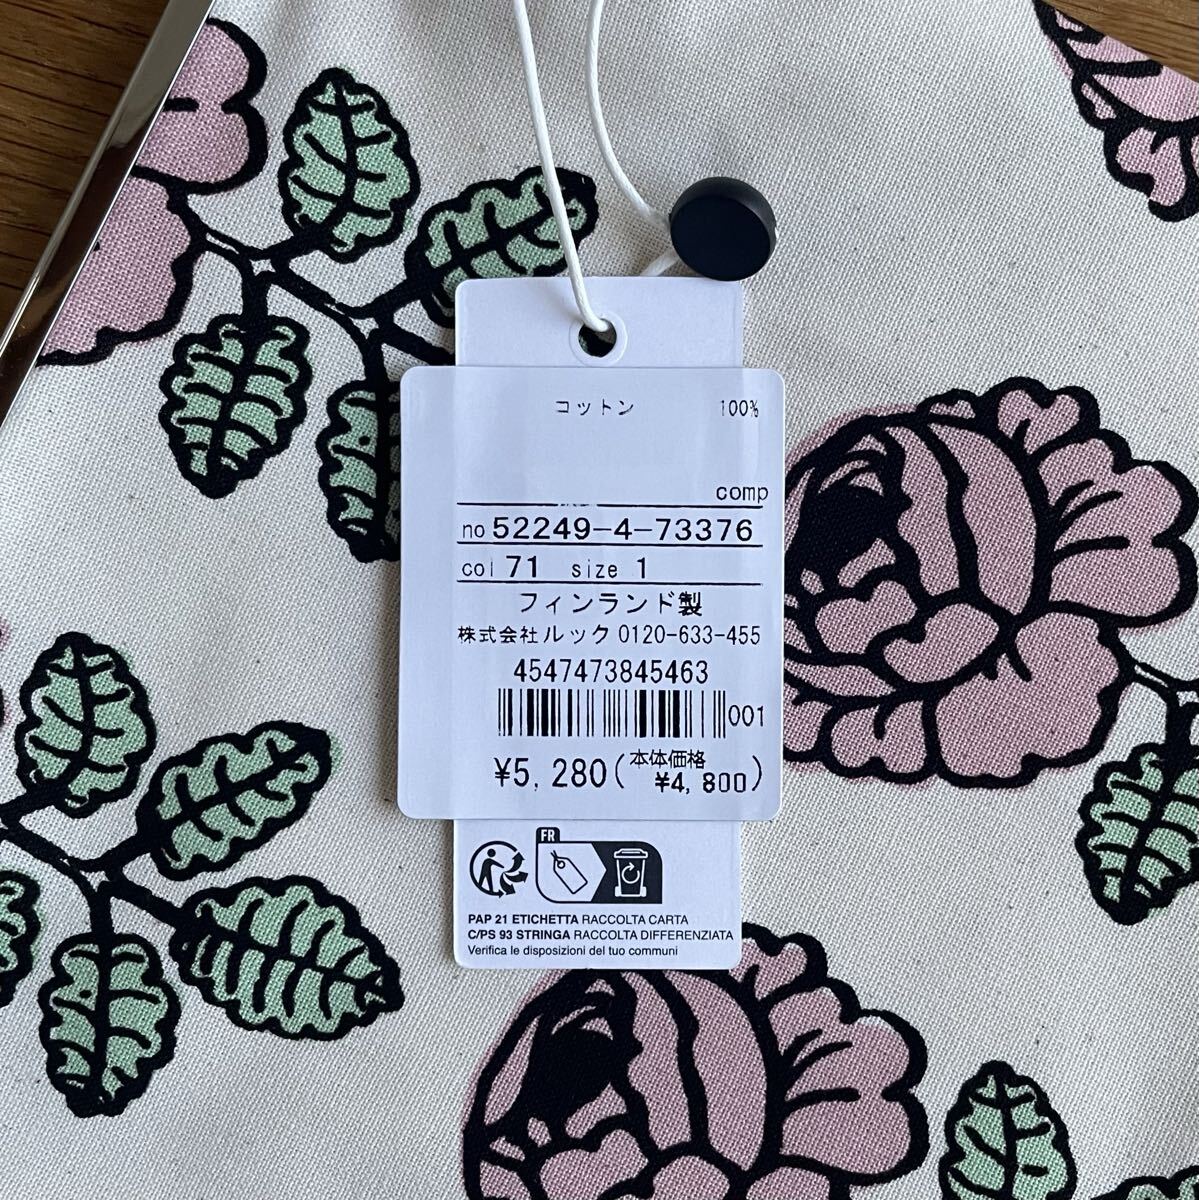 コットン 100%
comp
no 52249-4-73376
col 71 size 1
フィンランド製
株式会社ルック 0120-633-455
4547473845463
001
¥5,280(本体価格 ¥4,800)
FR
PAP 21 ETICHETTA RACCOLTA CARTA
C/PS 93 STRINGA RACCOLTA DIFFERENZIATA
Verifica le disposizioni del tuo communi